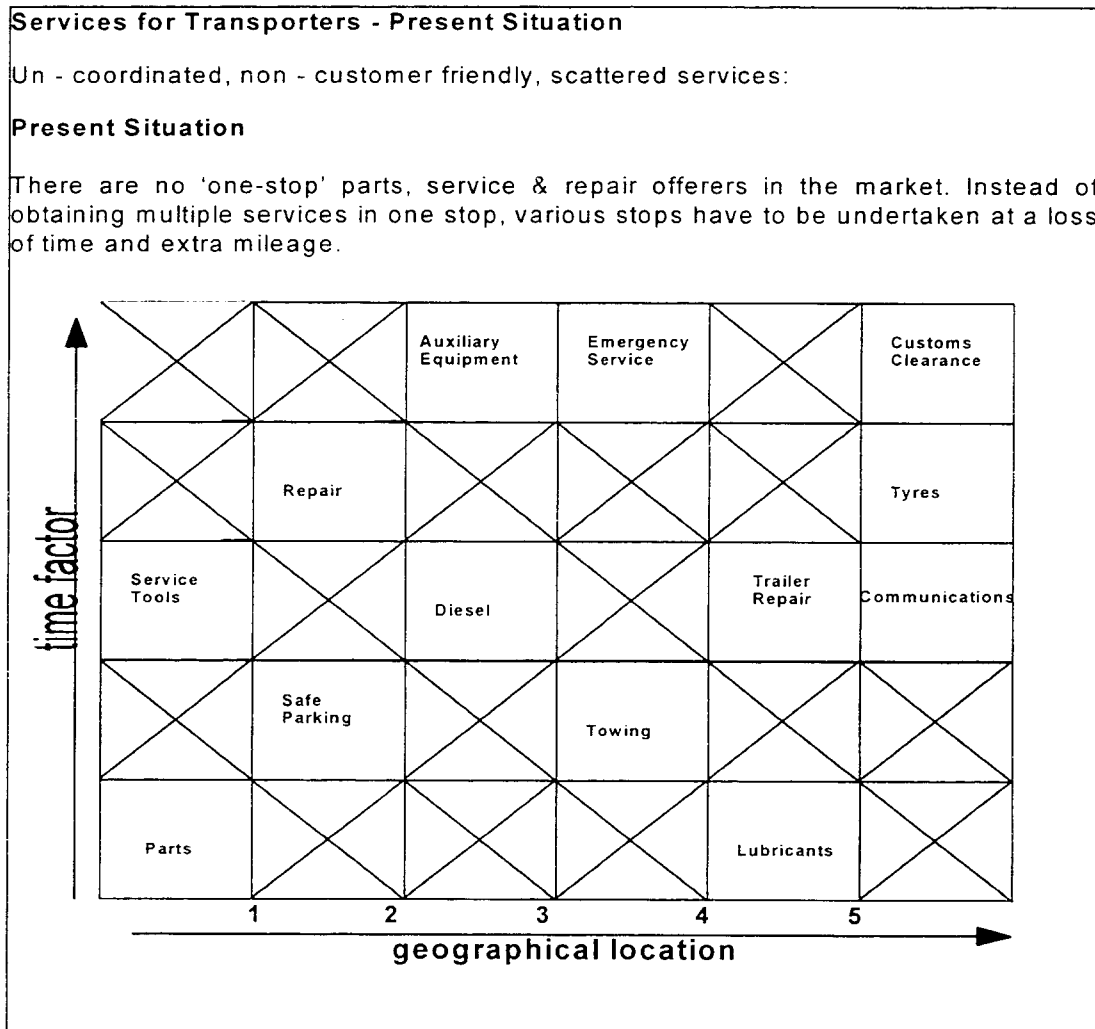 Services for Transporters - Present Situation
Un - coordinated, non - customer friendly, scattered services:
Present Situation
There are no 'one-stop' parts, service & repair offerers in the market. Instead of
obtaining multiple services in one stop, various stops have to be undertaken at a loss
of time and extra mileage.
Auxiliary
Equipment
Emergency
Service
Customs
Clearance
Repair
Tyres
Service
Tools
Diesel
Trailer
Repair
Communications
Safe
Parking
Towing
Parts
Lubricants
time factor
1 2 3 4 5
geographical location